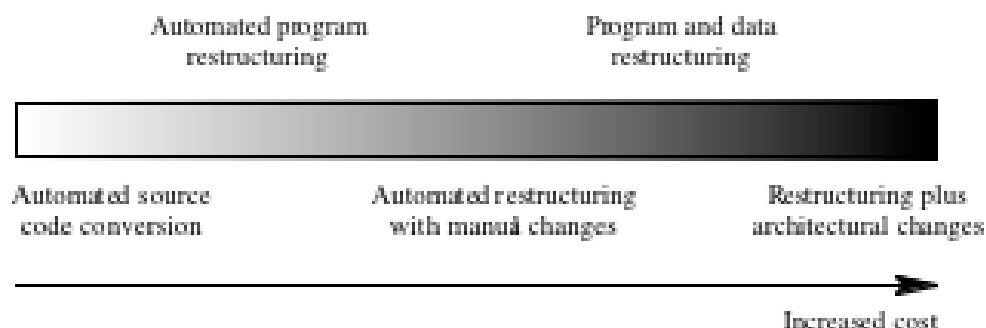 Automated program
restructuring
Program and data
restructuring
Automated source
code conversion
Automated restructuring
with manual changes
Restructuring plus
architectural changes
Increased cost